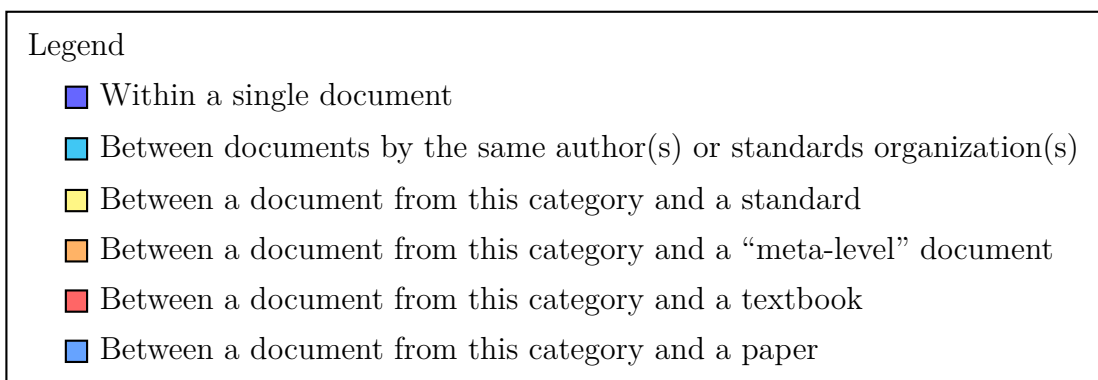 Legend
Within a single document
Between documents by the same author(s) or standards organization(s)
Between a document from this category and a standard
Between a document from this category and a “meta-level” document
Between a document from this category and a textbook
Between a document from this category and a paper